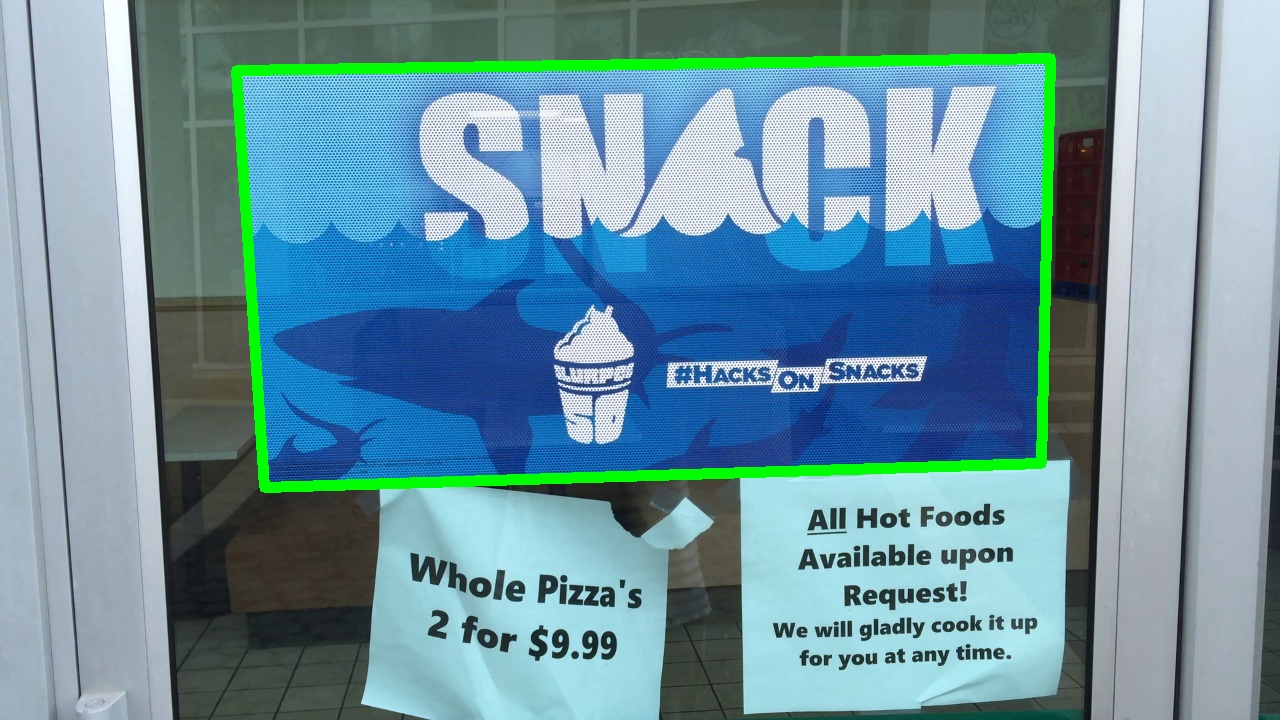 SNACK
#HACKS ON SNACKS
Whole Pizza's
2 for $9.99
All Hot Foods
Available upon
Request!
We will gladly cook it up
for you at any time.